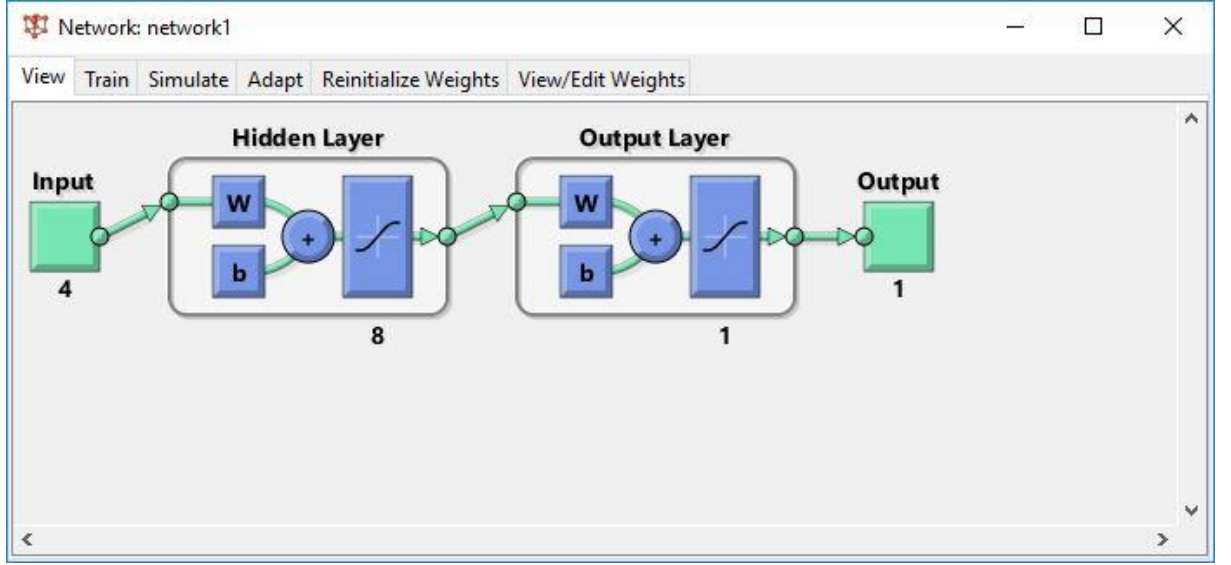 Network: network1
View Train Simulate Adapt Reinitialize Weights View/Edit Weights
Hidden Layer Output Layer
Input Output
W W
+ +
b b
4 1
8 1